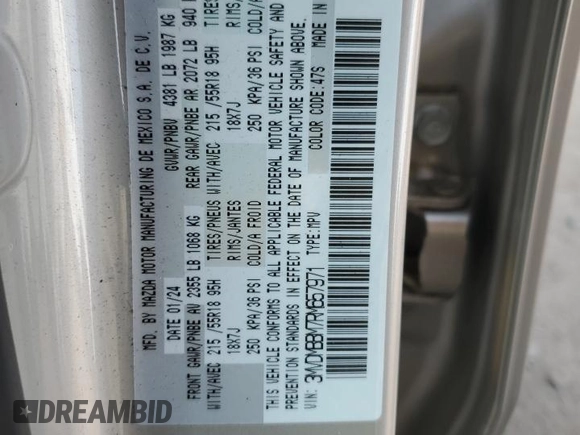 BY MAZDA MOTOR MANUFACTURING DE MEXICO S.A. DE C.V.
DATE 01/24 GVWR/PNBV 4381 LB 1987 KG
FRONT GAWR/PNBE AV 2355 LB 1068 KG REAR GAWR/PNBE AR 2072 LB 940
WITH/AVEC 215 /55R18 95H TIRES/PNEUS WITH/AVEC 215 /55R18 95H TIRES/
18X7J RIMS/JANTES 18X7J RIMS/
250 KPA/36 PSI COLD/A FROID 250 KPA/36 PSI COLD/A
THIS VEHICLE CONFORMS TO ALL APPLICABLE FEDERAL MOTOR VEHICLE SAFETY AND
PREVENTION STANDARDS IN EFFECT ON THE DATE OF MANUFACTURE SHOWN ABOVE.
VIN: 3MVDMBBM7RM657971 TYPE:MPV COLOR CODE: 47S MADE IN
DREAMBID